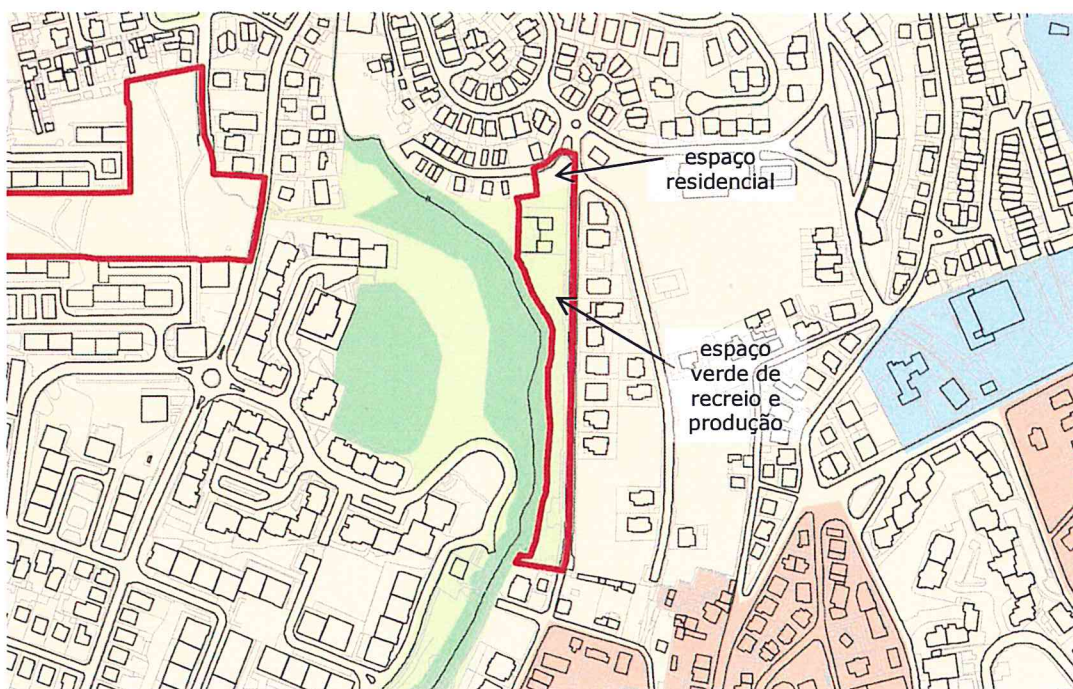 espaço
residencial
espaço
verde de
recreio e
produção